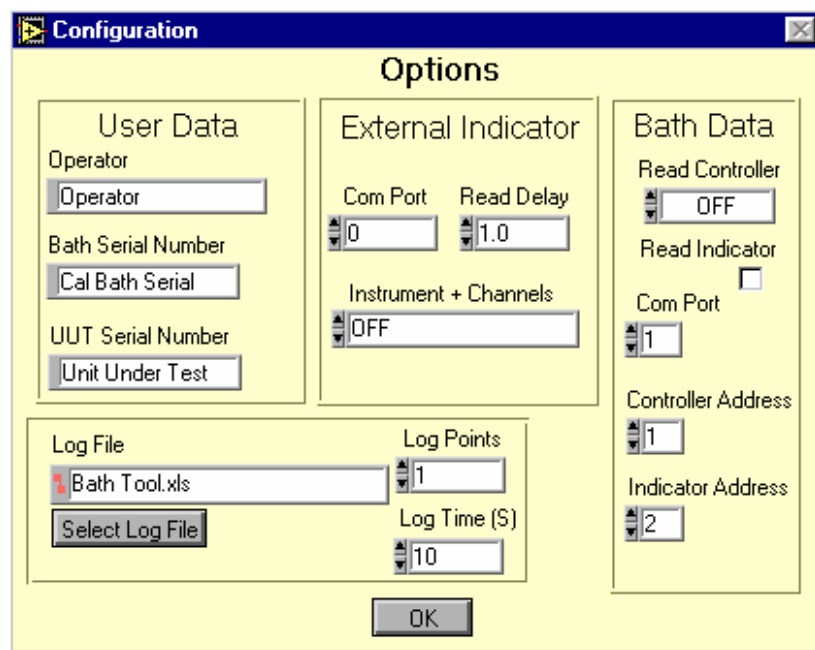 Configuration
Options
User Data
Operator
Operator
Bath Serial Number
Cal Bath Serial
UUT Serial Number
Unit Under Test
External Indicator
Com Port Read Delay
0 1.0
Instrument + Channels
OFF
Bath Data
Read Controller
OFF
Read Indicator
Com Port
1
Controller Address
1
Indicator Address
2
Log File
Bath Tool.xls
Select Log File
Log Points
1
Log Time (S)
10
OK